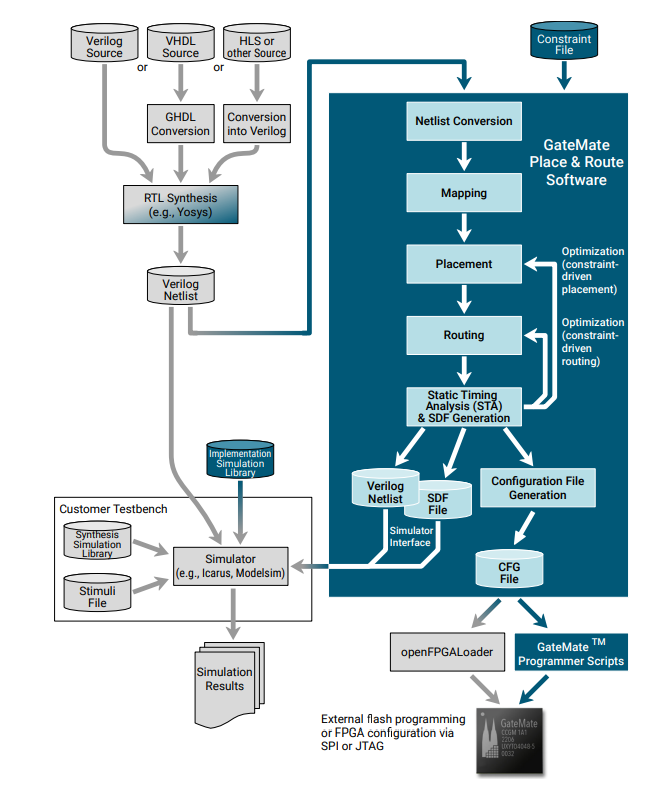 Verilog
Source
or
VHDL
Source
or
HLS or
other Source
Constraint
File
GHDL
Conversion
Conversion
into Verilog
RTL Synthesis
(e.g., Yosys)
Verilog
Netlist
GateMate
Place & Route
Software
Netlist Conversion
Mapping
Placement
Optimization
(constraint-
driven
placement)
Routing
Optimization
(constraint-
driven
routing)
Static Timing
Analysis (STA)
& SDF Generation
Implementation
Simulation
Library
Verilog
Netlist
SDF
File
Configuration File
Generation
Simulator
Interface
CFG
File
Customer Testbench
Synthesis
Simulation
Library
Stimuli
File
Simulator
(e.g., Icarus, Modelsim)
Simulation
Results
openFPGALoader
GateMate TM
Programmer Scripts
External flash programming
or FPGA configuration via
SPI or JTAG
GateMate
CCGM 1A1
2206
UXY104048 5
0032